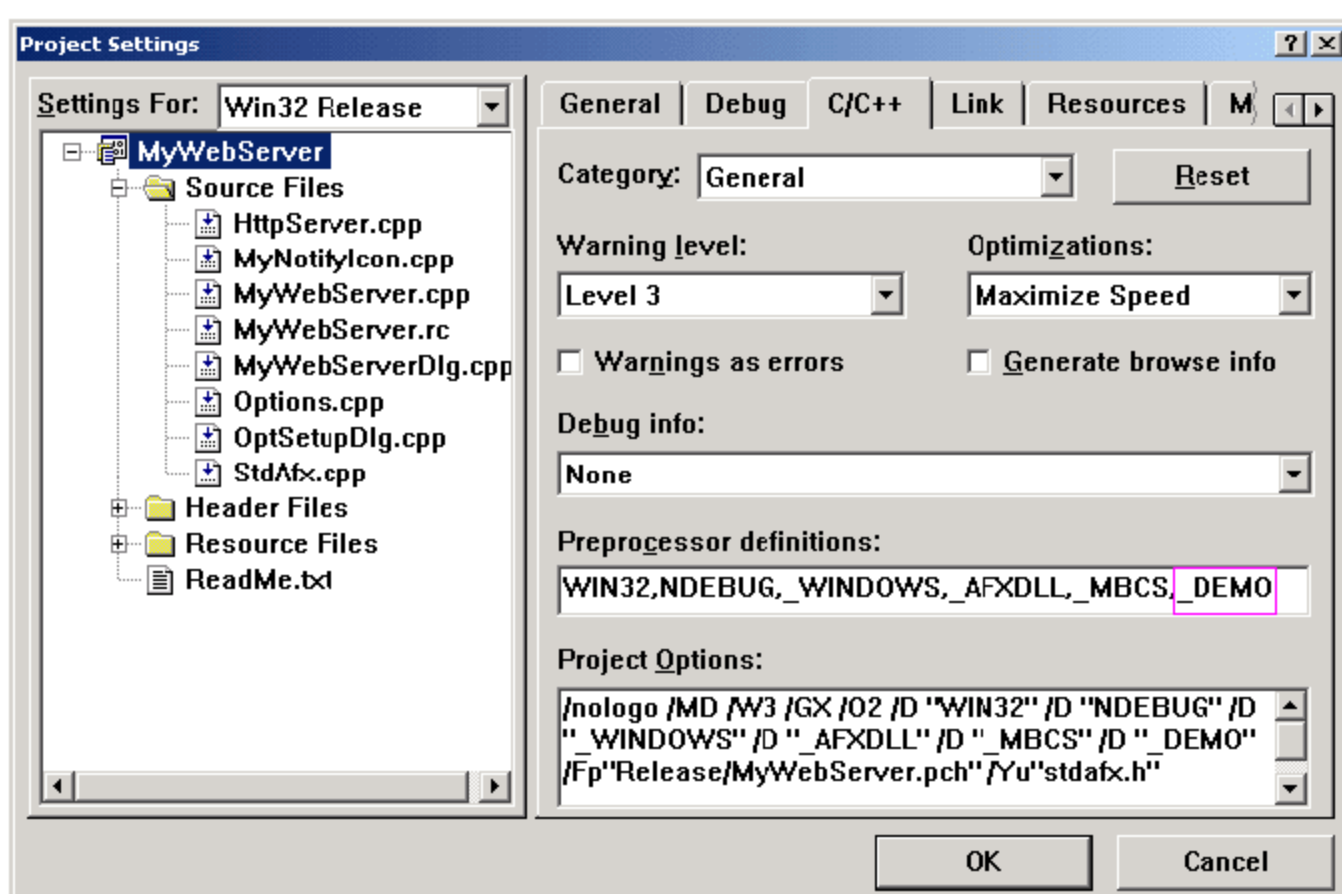 Project Settings
Settings For: Win32 Release
MyWebServer
Source Files
HttpServer.cpp
MyNotifyIcon.cpp
MyWebServer.cpp
MyWebServer.rc
MyWebServerDlg.cpp
Options.cpp
OptSetupDlg.cpp
StdAfx.cpp
Header Files
Resource Files
ReadMe.txt
General Debug C/C++ Link Resources M
Category: General Reset
Warning level: Optimizations:
Level 3 Maximize Speed
Warnings as errors Generate browse info
Debug info:
None
Preprocessor definitions:
WIN32,NDEBUG,_WINDOWS,_AFXDLL,_MBCS,_DEMO
Project Options:
/nologo /MD /W3 /GX /O2 /D "WIN32" /D "NDEBUG" /D
"_WINDOWS" /D "_AFXDLL" /D "_MBCS" /D "_DEMO"
/Fp"Release/MyWebServer.pch" /Yu"stdafx.h"
OK Cancel